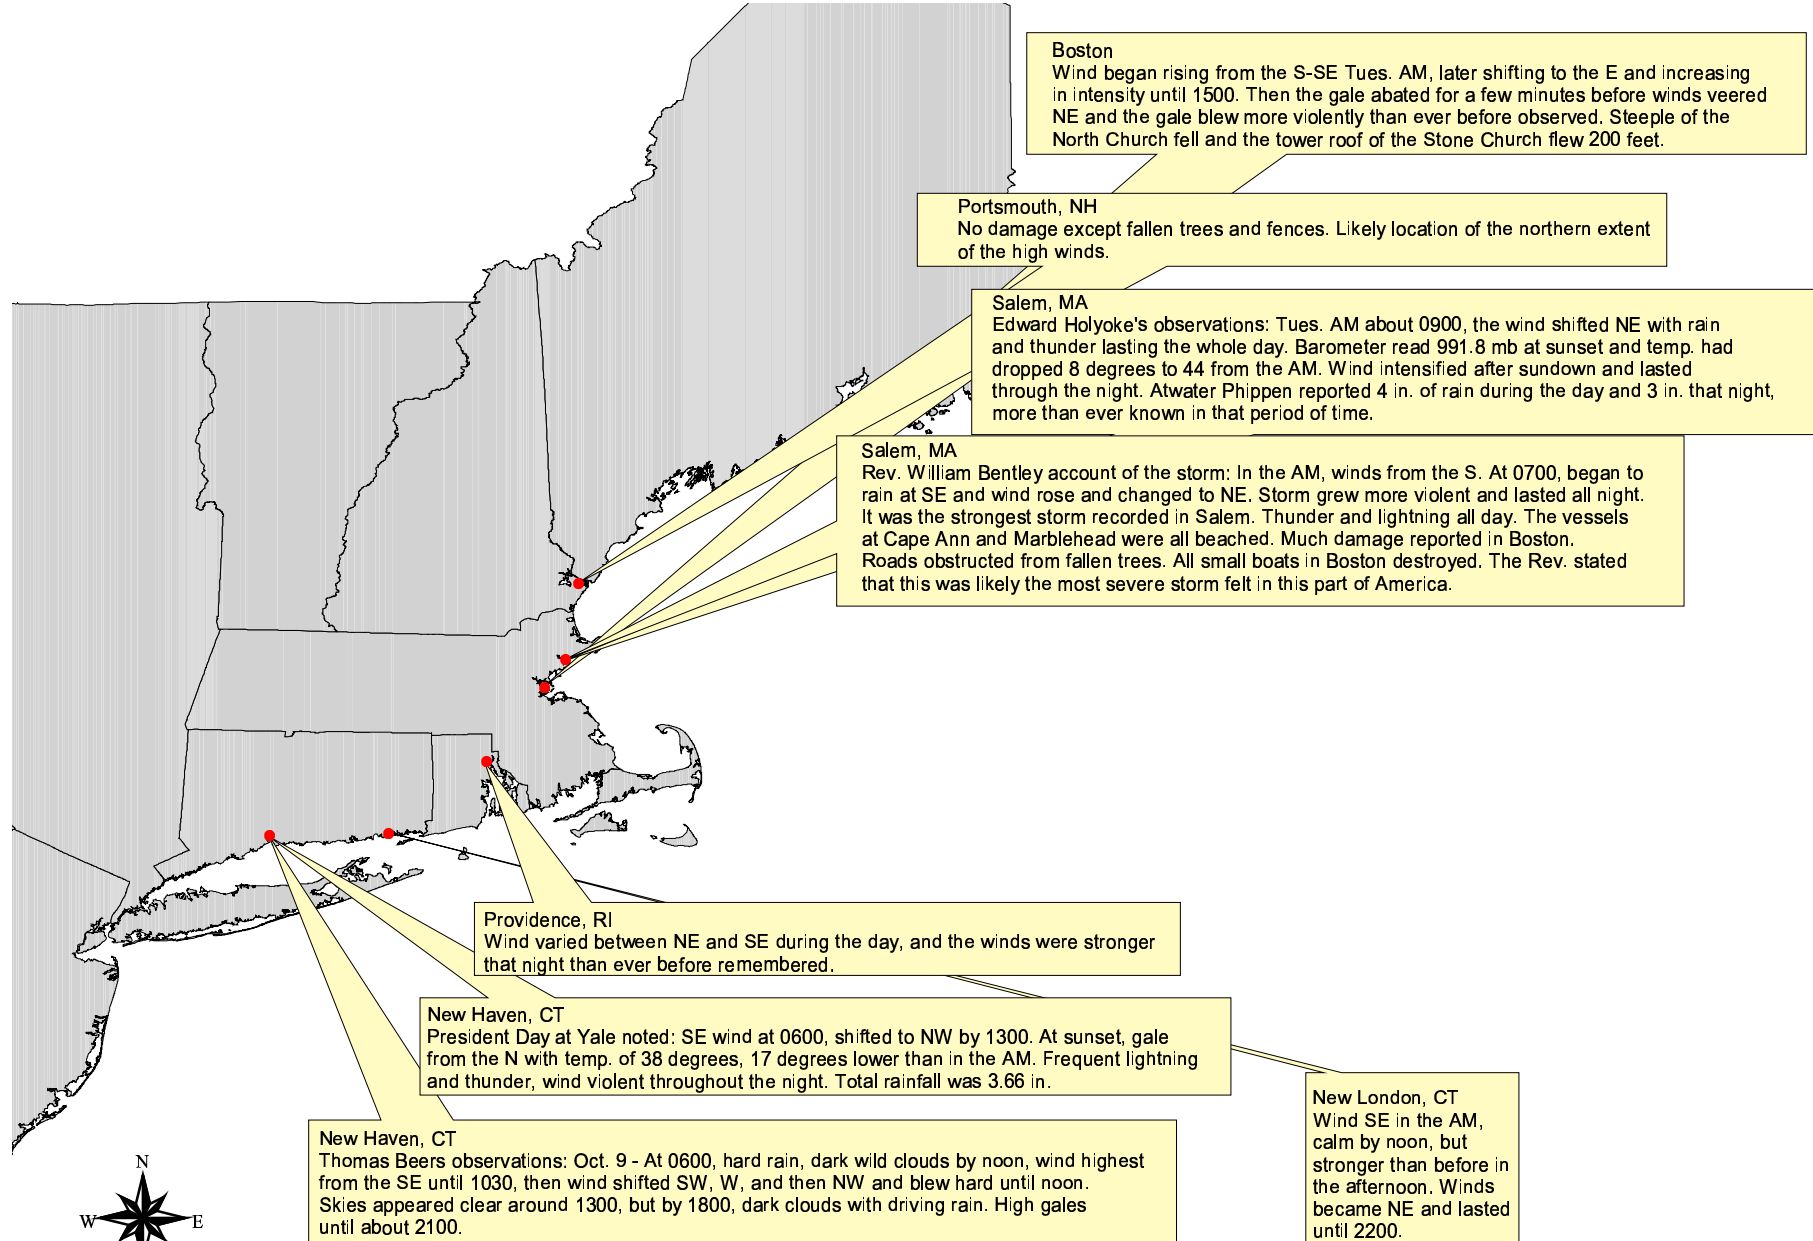 Boston
Wind began rising from the S-SE Tues. AM, later shifting to the E and increasing
in intensity until 1500. Then the gale abated for a few minutes before winds veered
NE and the gale blew more violently than ever before observed. Steeple of the
North Church fell and the tower roof of the Stone Church flew 200 feet.
Portsmouth, NH
No damage except fallen trees and fences. Likely location of the northern extent
of the high winds.
Salem, MA
Edward Holyoke's observations: Tues. AM about 0900, the wind shifted NE with rain
and thunder lasting the whole day. Barometer read 991.8 mb at sunset and temp. had
dropped 8 degrees to 44 from the AM. Wind intensified after sundown and lasted
through the night. Atwater Phippen reported 4 in. of rain during the day and 3 in. that night,
more than ever known in that period of time.
Salem, MA
Rev. William Bentley account of the storm: In the AM, winds from the S. At 0700, began to
rain at SE and wind rose and changed to NE. Storm grew more violent and lasted all night.
It was the strongest storm recorded in Salem. Thunder and lightning all day. The vessels
at Cape Ann and Marblehead were all beached. Much damage reported in Boston.
Roads obstructed from fallen trees. All small boats in Boston destroyed. The Rev. stated
that this was likely the most severe storm felt in this part of America.
Providence, RI
Wind varied between NE and SE during the day, and the winds were stronger
that night than ever before remembered.
New Haven, CT
President Day at Yale noted: SE wind at 0600, shifted to NW by 1300. At sunset, gale
from the N with temp. of 38 degrees, 17 degrees lower than in the AM. Frequent lightning
and thunder, wind violent throughout the night. Total rainfall was 3.66 in.
New London, CT
Wind SE in the AM,
calm by noon, but
stronger than before in
the afternoon. Winds
became NE and lasted
until 2200.
New Haven, CT
Thomas Beers observations: Oct. 9 - At 0600, hard rain, dark wild clouds by noon, wind highest
from the SE until 1030, then wind shifted SW, W, and then NW and blew hard until noon.
Skies appeared clear around 1300, but by 1800, dark clouds with driving rain. High gales
until about 2100.
N
W
E